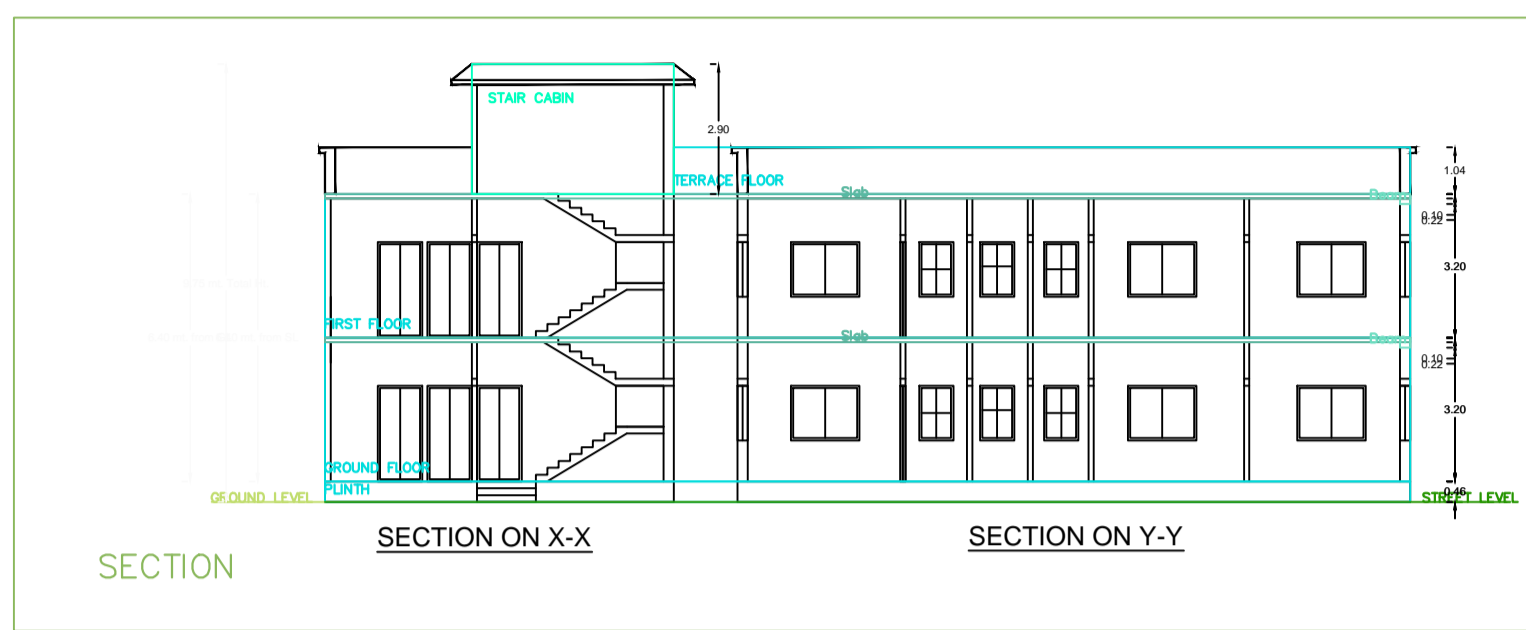 STAIR CABIN
2.90
1.04
TERRACE FLOOR
Slab
Beam
0.10
0.22
3.20
FIRST FLOOR
Slab
Beam
0.10
0.22
3.20
GROUND FLOOR
PLINTH
0.46
GROUND LEVEL
STREET LEVEL
SECTION ON X-X
SECTION ON Y-Y
SECTION